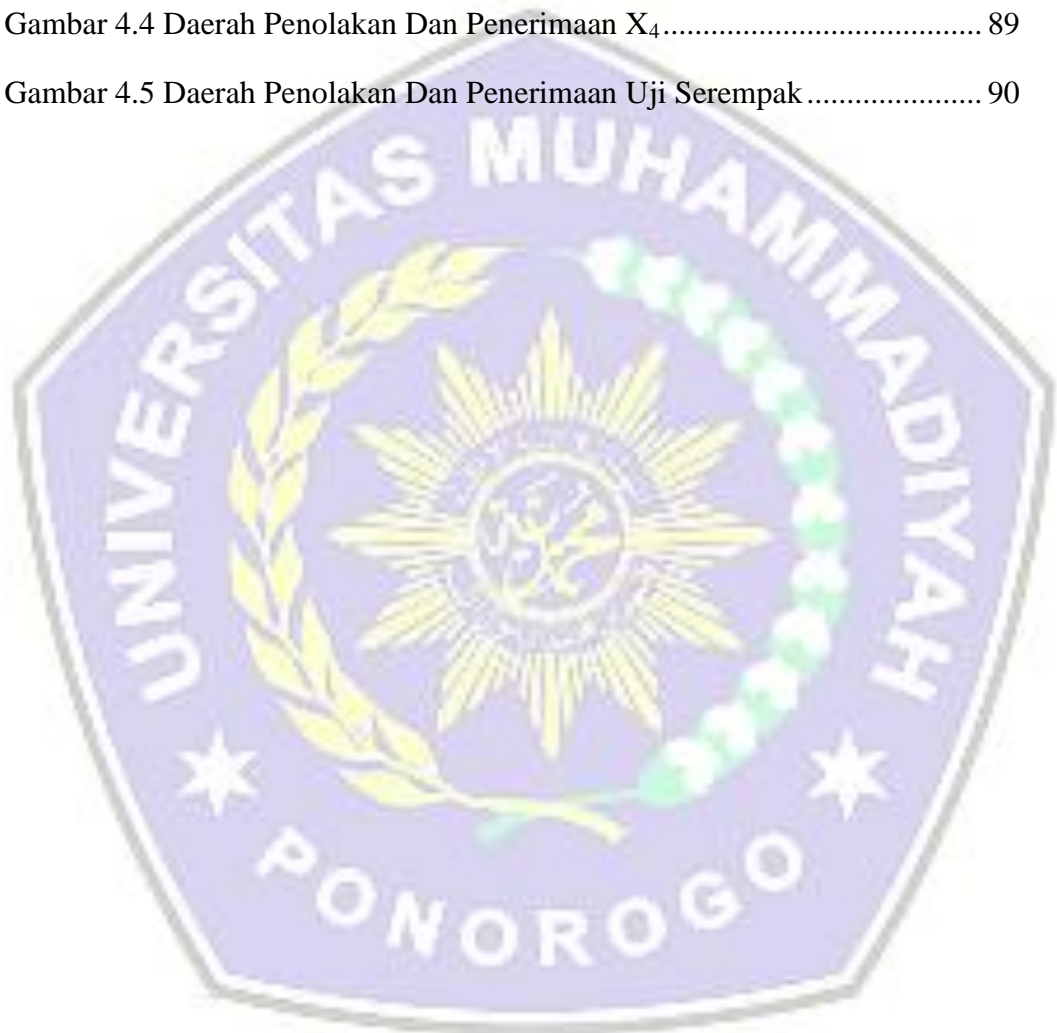 Gambar 4.4 Daerah Penolakan Dan Penerimaan X₄........................................ 89
Gambar 4.5 Daerah Penolakan Dan Penerimaan Uji Serempak...................... 90
UNIVERSITAS MUHAMMADIYAH
PONOROGO